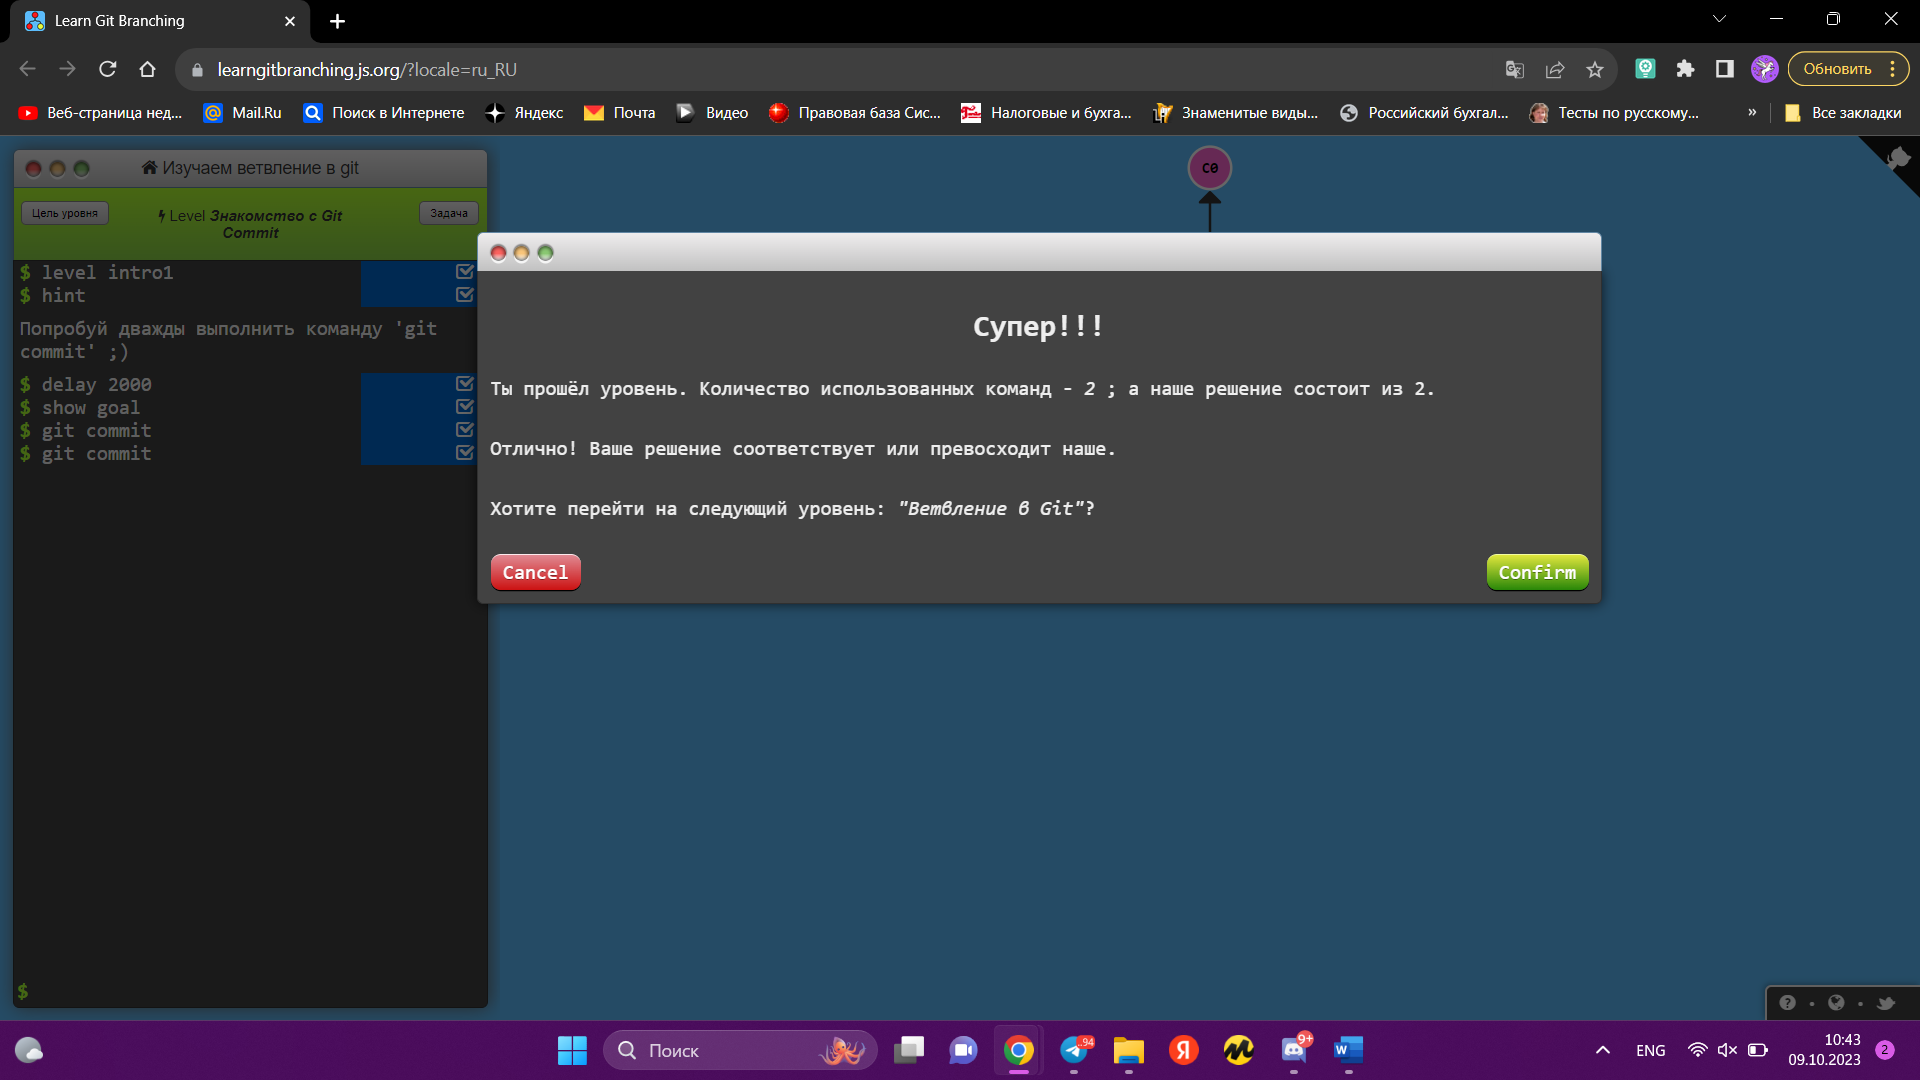 Learn Git Branching
learngitbranching.js.org/?locale=ru_RU
Обновить
Веб-страница нед...
Mail.Ru
Поиск в Интернете
Яндекс
Почта
Видео
Правовая база Сис...
Налоговые и бухга...
Знаменитые виды...
Российский бухгал...
Тесты по русскому...
»
Все закладки
Изучаем ветвление в git
Цель уровня
Level Знакомство с Git
Commit
Задача
$ level intro1
$ hint
Попробуй дважды выполнить команду 'git
commit' ;)
$ delay 2000
$ show goal
$ git commit
$ git commit
$
C0
Супер!!!
Ты прошёл уровень. Количество использованных команд - 2 ; а наше решение состоит из 2.
Отлично! Ваше решение соответствует или превосходит наше.
Хотите перейти на следующий уровень: "Ветвление в Git"?
Cancel
Confirm
Поиск
..94
9+
ENG
10:43
09.10.2023
2